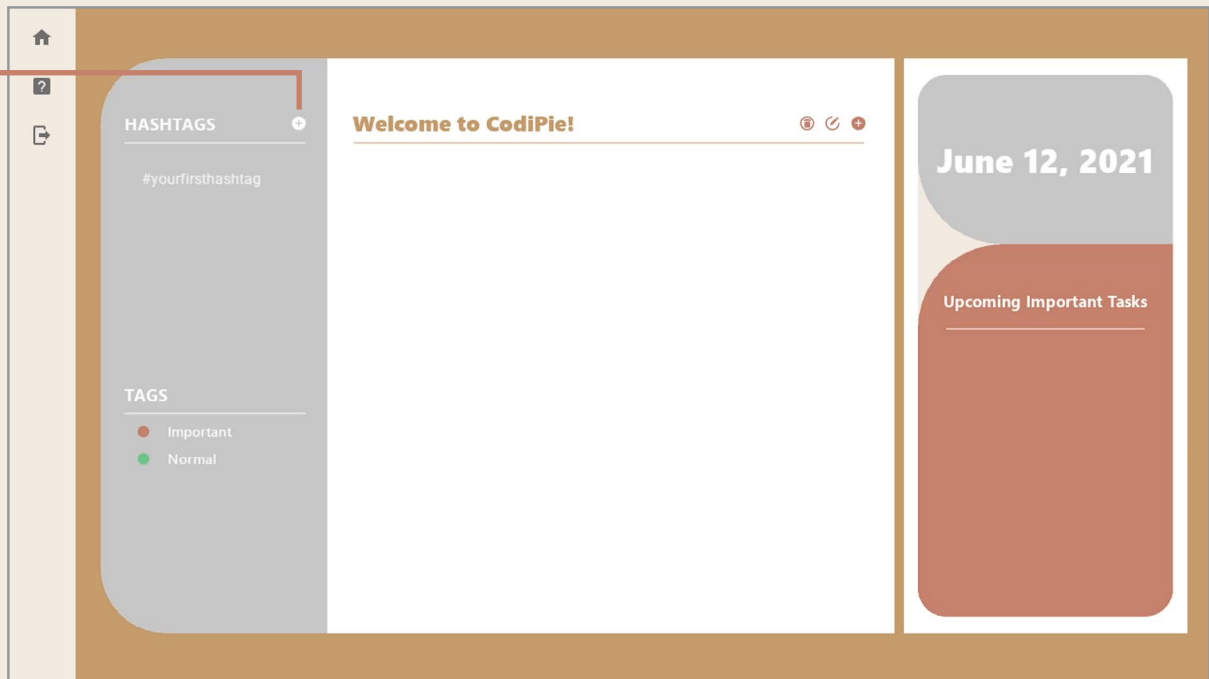 HASHTAGS
#yourfirsthashtag
TAGS
Important
Normal
Welcome to CodiPie!
June 12, 2021
Upcoming Important Tasks